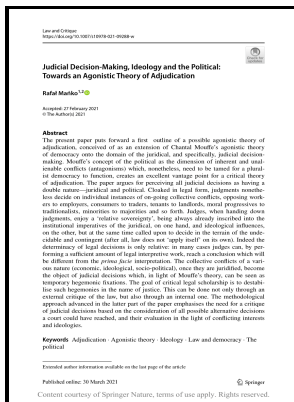 Law and Critique
https://doi.org/10.1007/s10978-021-09288-w
Judicial Decision-Making, Ideology and the Political:
Towards an Agonistic Theory of Adjudication
Rafał Mańko
Accepted: 27 February 2021
© The Author(s) 2021
Abstract
The present paper puts forward a first outline of a possible agonistic theory of
adjudication, conceived of as an extension of Chantal Mouffe's agonistic theory
of democracy onto the domain of the juridical, and specifically, judicial decision-
making. Mouffe's concept of the political as the dimension of inherent and unal-
ienable conflicts (antagonisms) which, nonetheless, need to be tamed for a plural-
ist democracy to function, creates an excellent vantage point for a critical theory
of adjudication. The paper argues for perceiving all judicial decisions as having a
double nature—juridical and political. Cloaked in legal form, judgments nonethe-
less decide on individual instances of on-going collective conflicts, opposing work-
ers to employers, consumers to traders, tenants to landlords, moral progressives to
traditionalists, minorities to majorities and so forth. Judges, when handing down
judgments, enjoy a 'relative sovereignty', being always already inscribed into the
institutional imperatives of the juridical, on one hand, and ideological influences,
on the other, but at the same time called upon to decide in the terrain of the unde-
cidable and contingent (after all, law does not 'apply itself' on its own). Indeed the
determinacy of legal decisions is only relative: in many cases judges can, by per-
forming a sufficient amount of legal interpretive work, reach a conclusion which will
be different from the prima facie interpretation. The collective conflicts of a vari-
ous nature (economic, ideological, socio-political), once they are juridified, become
the object of judicial decisions which, in light of Mouffe's theory, can be seen as
temporary hegemonic fixations. The goal of critical legal scholarship is to destabi-
lise such hegemonies in the name of justice. This can be done not only through an
external critique of the law, but also through an internal one. The methodological
approach advanced in the latter part of the paper emphasises the need for a critique
of judicial decisions based on the consideration of all possible alternative decisions
a court could have reached, and their evaluation in the light of conflicting interests
and ideologies.
Keywords Adjudication · Agonistic theory · Ideology · Law and democracy · The
political
Extended author information available on the last page of the article
Published online: 30 March 2021
Springer
Content courtesy of Springer Nature, terms of use apply. Rights reserved.